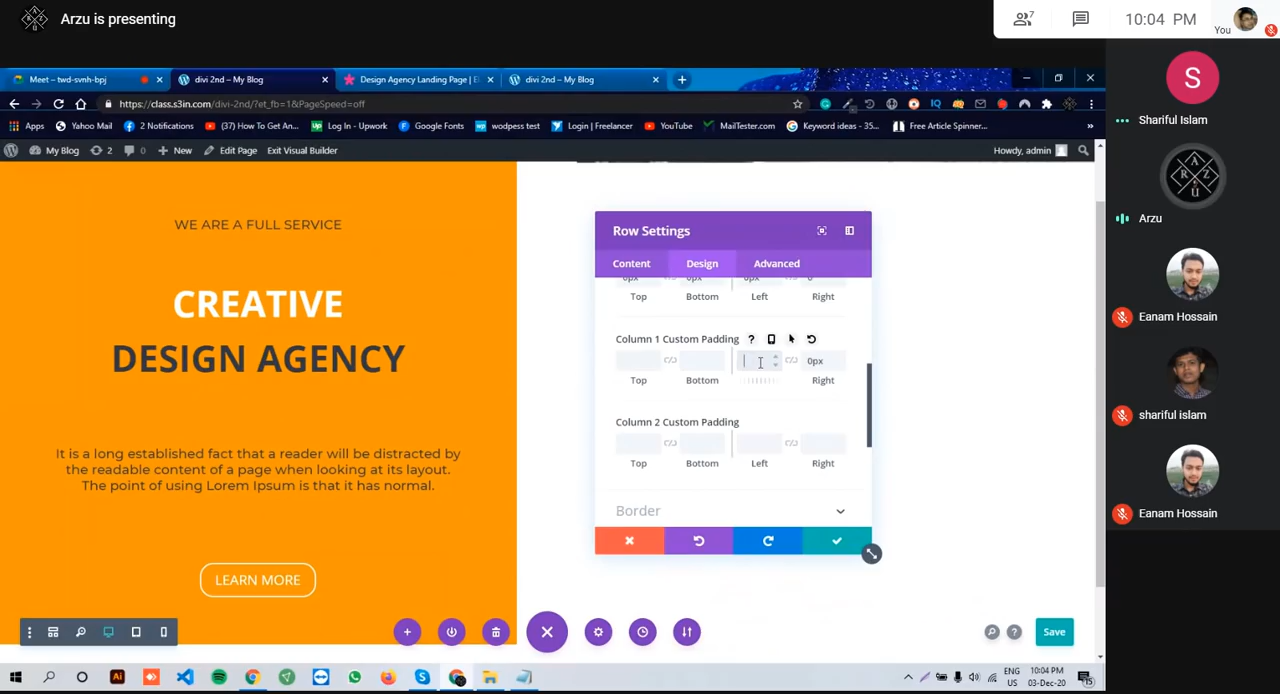 Arzu is presenting
7
10:04 PM
You
Meet – twd-svnh-bpj
divi 2nd – My Blog
Design Agency Landing Page | El
divi 2nd – My Blog
https://class.s3in.com/divi-2nd/?et_fb=1&PageSpeed=off
Apps
Yahoo Mail
2 Notifications
(37) How To Get An...
Log In - Upwork
Google Fonts
wodpess test
Login | Freelancer
YouTube
MailTester.com
Keyword ideas - 35...
Free Article Spinner...
My Blog
2
0
New
Edit Page
Exit Visual Builder
Howdy, admin
WE ARE A FULL SERVICE
CREATIVE
DESIGN AGENCY
It is a long established fact that a reader will be distracted by
the readable content of a page when looking at its layout.
The point of using Lorem Ipsum is that it has normal.
LEARN MORE
Row Settings
Content
Design
Advanced
0px
0px
0px
0
Top
Bottom
Left
Right
Column 1 Custom Padding
0px
Top
Bottom
Right
Column 2 Custom Padding
Top
Bottom
Left
Right
Border
Save
S
Shariful Islam
A
R
Z
U
Arzu
Eanam Hossain
shariful islam
Eanam Hossain
ENG
US
10:04 PM
03-Dec-20
15